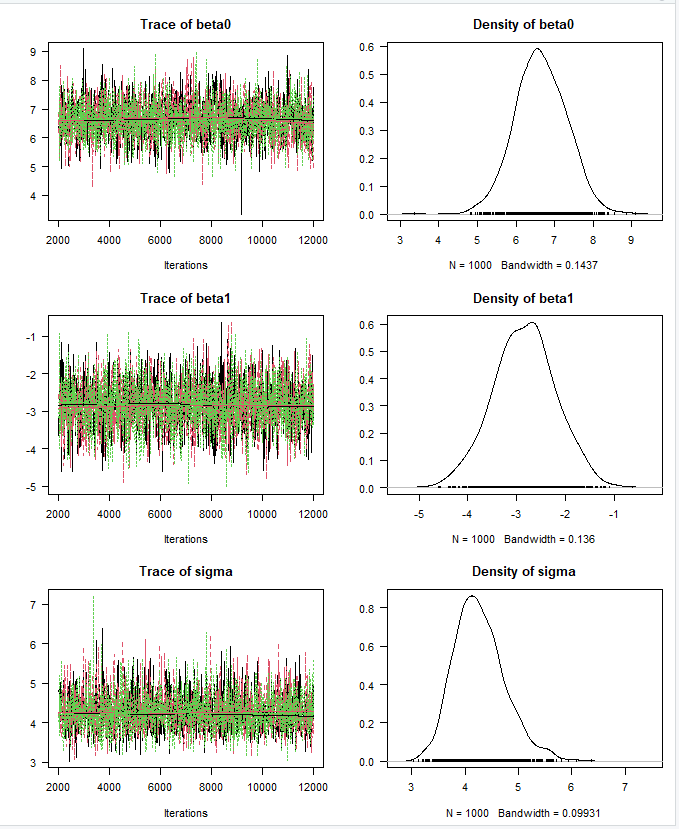 Trace of beta0
9
8
7
6
5
4
2000 4000 6000 8000 10000 12000
Iterations
Density of beta0
0.6
0.5
0.4
0.3
0.2
0.1
0.0
3 4 5 6 7 8 9
N = 1000 Bandwidth = 0.1437
Trace of beta1
-1
-2
-3
-4
-5
2000 4000 6000 8000 10000 12000
Iterations
Density of beta1
0.6
0.5
0.4
0.3
0.2
0.1
0.0
-5 -4 -3 -2 -1
N = 1000 Bandwidth = 0.136
Trace of sigma
7
6
5
4
3
2000 4000 6000 8000 10000 12000
Iterations
Density of sigma
0.8
0.6
0.4
0.2
0.0
3 4 5 6 7
N = 1000 Bandwidth = 0.09931